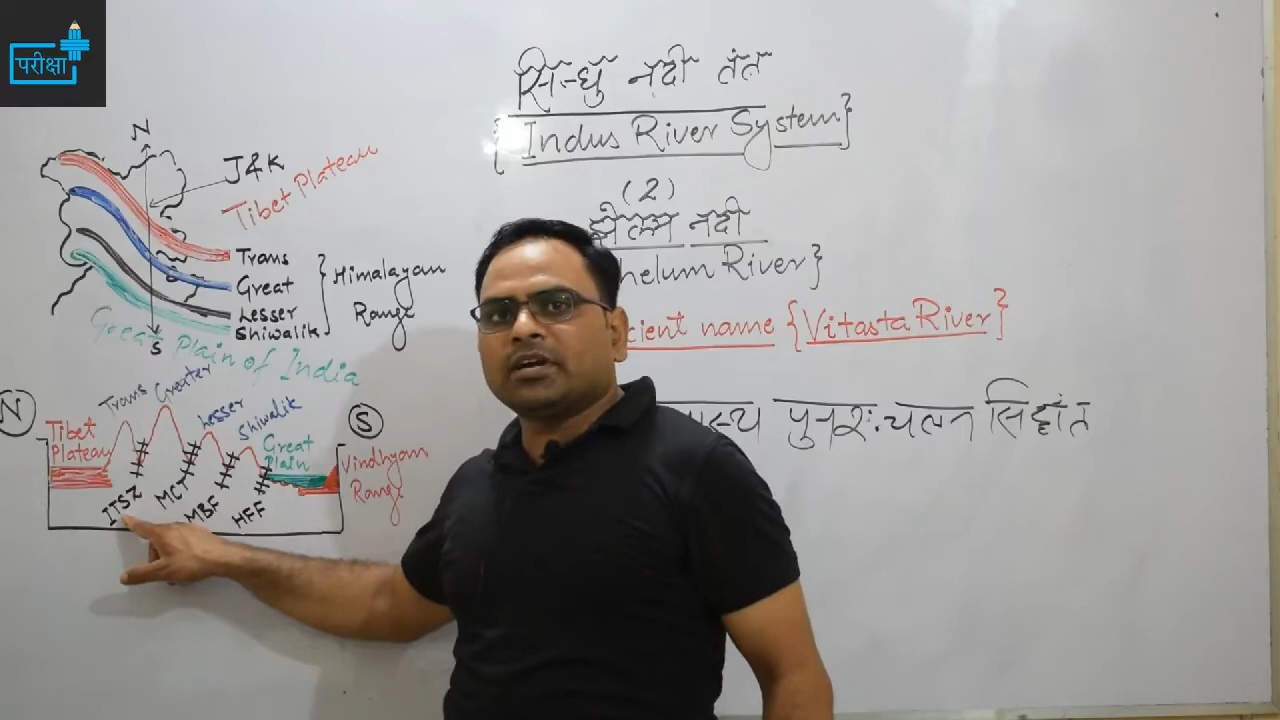 परीक्षा
सिन्धु नदी तंत्र
{Indus River System}
(2)
झेलम नदी
helum River}
cient name {Vitasta River}
पुनरःचलन सिद्धांत
N
J&K
Tibet Plateau
Trans
Great
Lesser
Shiwalik
Himalayan
Range
S
Great Plain of India
N
Trans
Greater
Lesser
Shiwalik
S
Tibet
Plateau
Great
Plain
Vindhyan
Range
ITSZ
MCT
MBF
HFF